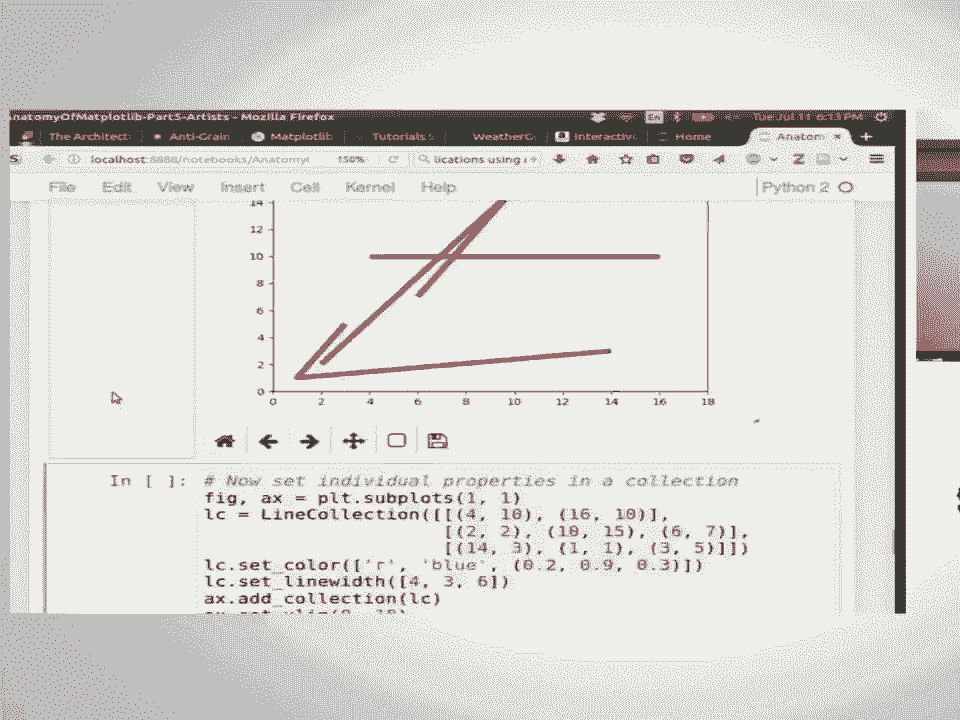 anatomyOfMatplotlib-Part5-Artists - Mozilla Firefox En Tue Jul 11 6:13 PM
The Architect Anti-Grain Matplotlib Tutorials WeatherG Interactiv Home Anatom
localhost:8888/notebooks/Anatomy 150% lications using
File Edit View Insert Cell Kernel Help Python 2
14
12
10
8
6
4
2
0
0 2 4 6 8 10 12 14 16 18
In [ ]: # Now set individual properties in a collection
fig, ax = plt.subplots(1, 1)
lc = LineCollection([[(4, 10), (16, 10)],
[(2, 2), (10, 15), (6, 7)],
[(14, 3), (1, 1), (3, 5)]])
lc.set_color(['r', 'blue', (0.2, 0.9, 0.3)])
lc.set_linewidth([4, 3, 6])
ax.add_collection(lc)